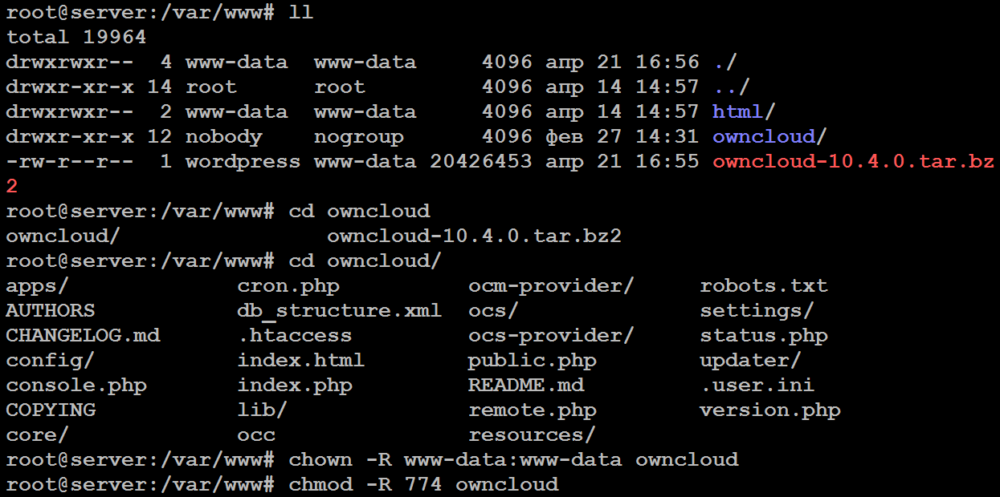 root@server:/var/www# ll
total 19964
drwxrwxr--  4 www-data  www-data     4096 апр 21 16:56 ./
drwxr-xr-x 14 root      root         4096 апр 14 14:57 ../
drwxrwxr--  2 www-data  www-data     4096 апр 14 14:57 html/
drwxr-xr-x 12 nobody    nogroup      4096 фев 27 14:31 owncloud/
-rw-r--r--  1 wordpress www-data 20426453 апр 21 16:55 owncloud-10.4.0.tar.bz
2
root@server:/var/www# cd owncloud
owncloud/                owncloud-10.4.0.tar.bz2
root@server:/var/www# cd owncloud/
apps/             cron.php          ocm-provider/     robots.txt
AUTHORS           db_structure.xml  ocs/              settings/
CHANGELOG.md      .htaccess         ocs-provider/     status.php
config/           index.html        public.php        updater/
console.php       index.php         README.md         .user.ini
COPYING           lib/              remote.php        version.php
core/             occ               resources/
root@server:/var/www# chown -R www-data:www-data owncloud
root@server:/var/www# chmod -R 774 owncloud